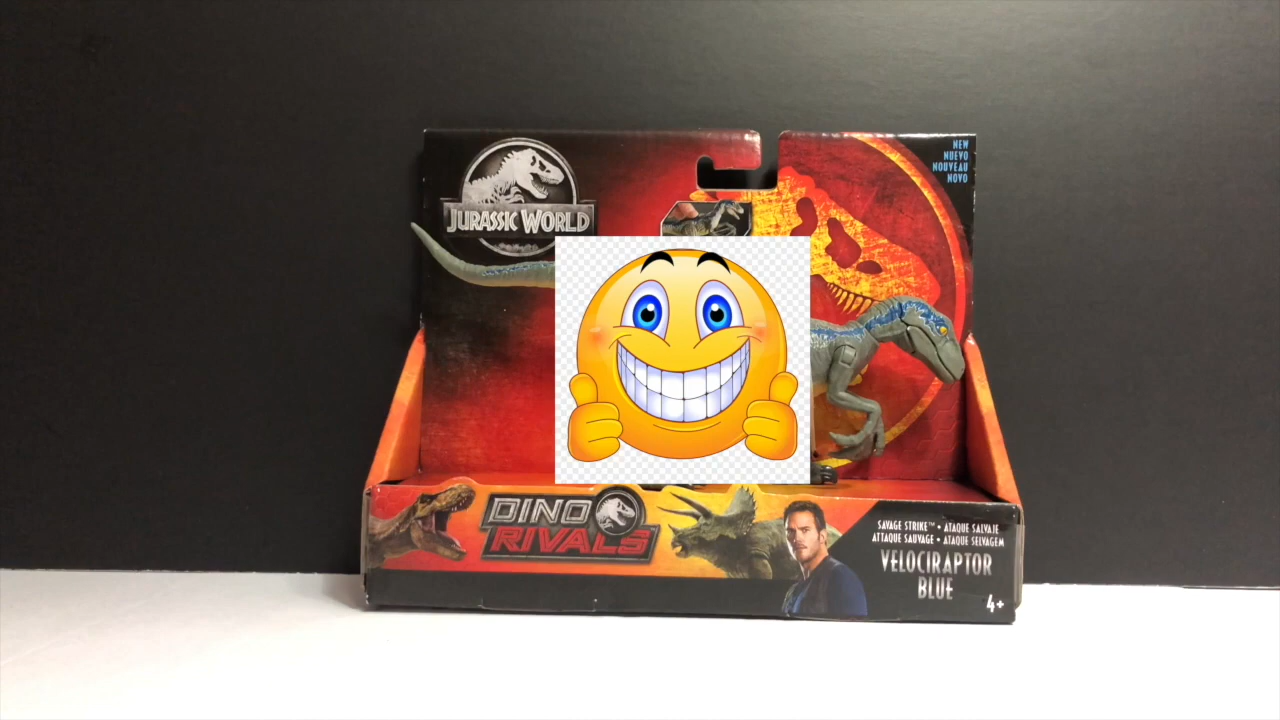 NEW
NUEVO
NOUVEAU
NOVO
JURASSIC WORLD
DINO
RIVALS
SAVAGE STRIKE™ • ATAQUE SALVAJE
ATTAQUE SAUVAGE • ATAQUE SELVAGEM
VELOCIRAPTOR
BLUE
4+